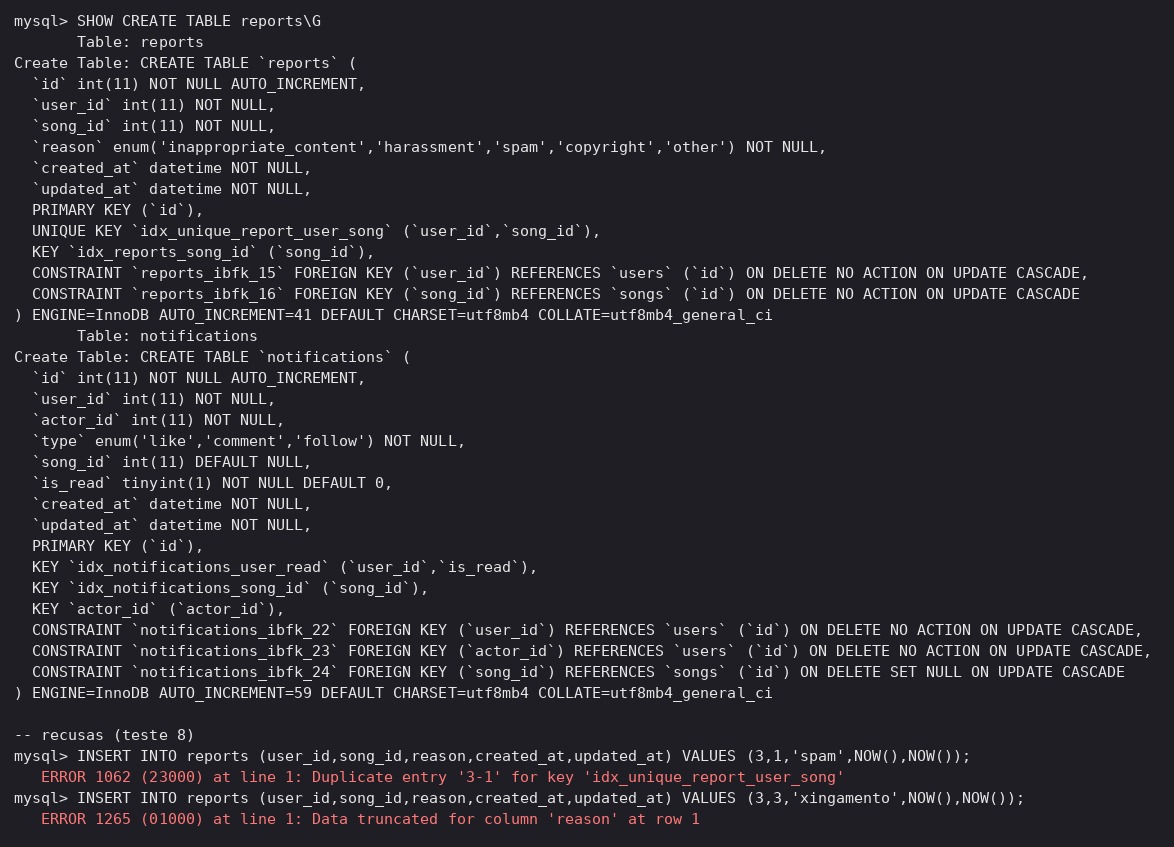 mysql> SHOW CREATE TABLE reports\G
       Table: reports
Create Table: CREATE TABLE `reports` (
  `id` int(11) NOT NULL AUTO_INCREMENT,
  `user_id` int(11) NOT NULL,
  `song_id` int(11) NOT NULL,
  `reason` enum('inappropriate_content','harassment','spam','copyright','other') NOT NULL,
  `created_at` datetime NOT NULL,
  `updated_at` datetime NOT NULL,
  PRIMARY KEY (`id`),
  UNIQUE KEY `idx_unique_report_user_song` (`user_id`,`song_id`),
  KEY `idx_reports_song_id` (`song_id`),
  CONSTRAINT `reports_ibfk_15` FOREIGN KEY (`user_id`) REFERENCES `users` (`id`) ON DELETE NO ACTION ON UPDATE CASCADE,
  CONSTRAINT `reports_ibfk_16` FOREIGN KEY (`song_id`) REFERENCES `songs` (`id`) ON DELETE NO ACTION ON UPDATE CASCADE
) ENGINE=InnoDB AUTO_INCREMENT=41 DEFAULT CHARSET=utf8mb4 COLLATE=utf8mb4_general_ci
       Table: notifications
Create Table: CREATE TABLE `notifications` (
  `id` int(11) NOT NULL AUTO_INCREMENT,
  `user_id` int(11) NOT NULL,
  `actor_id` int(11) NOT NULL,
  `type` enum('like','comment','follow') NOT NULL,
  `song_id` int(11) DEFAULT NULL,
  `is_read` tinyint(1) NOT NULL DEFAULT 0,
  `created_at` datetime NOT NULL,
  `updated_at` datetime NOT NULL,
  PRIMARY KEY (`id`),
  KEY `idx_notifications_user_read` (`user_id`,`is_read`),
  KEY `idx_notifications_song_id` (`song_id`),
  KEY `actor_id` (`actor_id`),
  CONSTRAINT `notifications_ibfk_22` FOREIGN KEY (`user_id`) REFERENCES `users` (`id`) ON DELETE NO ACTION ON UPDATE CASCADE,
  CONSTRAINT `notifications_ibfk_23` FOREIGN KEY (`actor_id`) REFERENCES `users` (`id`) ON DELETE NO ACTION ON UPDATE CASCADE,
  CONSTRAINT `notifications_ibfk_24` FOREIGN KEY (`song_id`) REFERENCES `songs` (`id`) ON DELETE SET NULL ON UPDATE CASCADE
) ENGINE=InnoDB AUTO_INCREMENT=59 DEFAULT CHARSET=utf8mb4 COLLATE=utf8mb4_general_ci

-- recusas (teste 8)
mysql> INSERT INTO reports (user_id,song_id,reason,created_at,updated_at) VALUES (3,1,'spam',NOW(),NOW());
   ERROR 1062 (23000) at line 1: Duplicate entry '3-1' for key 'idx_unique_report_user_song'
mysql> INSERT INTO reports (user_id,song_id,reason,created_at,updated_at) VALUES (3,3,'xingamento',NOW(),NOW());
   ERROR 1265 (01000) at line 1: Data truncated for column 'reason' at row 1